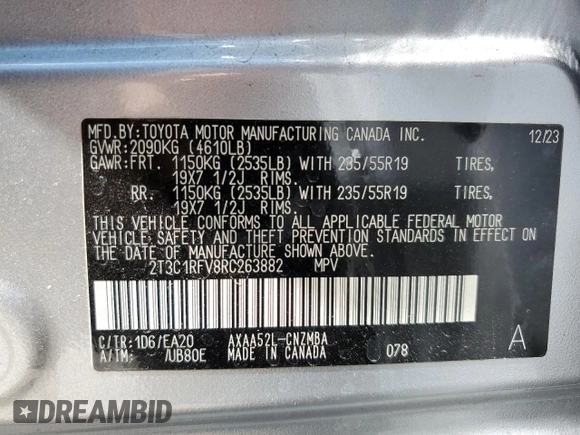 MFD.BY:TOYOTA MOTOR MANUFACTURING CANADA INC. 12/23
GVWR:2090KG (4610LB)
GAWR:FRT. 1150KG (2535LB) WITH 235/55R19 TIRES,
19X7 1/2J RIMS.
RR. 1150KG (2535LB) WITH 235/55R19 TIRES,
19X7 1/2J RIMS.
THIS VEHICLE CONFORMS TO ALL APPLICABLE FEDERAL MOTOR
VEHICLE SAFETY AND THEFT PREVENTION STANDARDS IN EFFECT ON
THE DATE OF MANUFACTURE SHOWN ABOVE.
2T3C1RFV8RC263882 MPV
C/TR:1D6/EA20 AXAA52L-CNZMBA A
A/TM: /UB80E MADE IN CANADA 078
DREAMBID